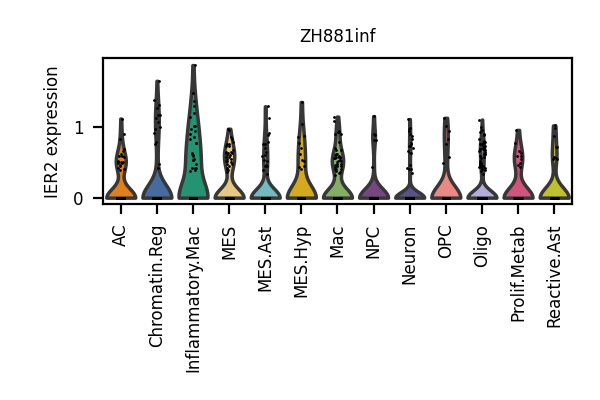 ZH881inf
IER2 expression
1
0
AC
Chromatin.Reg
Inflammatory.Mac
MES
MES.Ast
MES.Hyp
Mac
NPC
Neuron
OPC
Oligo
Prolif.Metab
Reactive.Ast